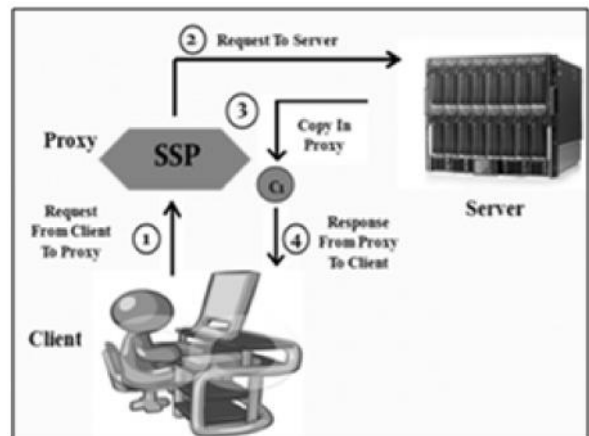 2
Request To Server
3
Copy In
Proxy
Proxy
SSP
C1
Server
Request
From Client
To Proxy
1
4
Response
From Proxy
To Client
Client